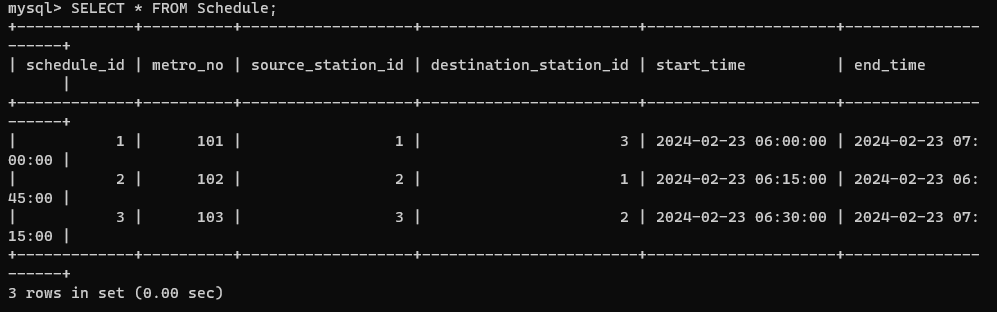 mysql> SELECT * FROM Schedule;
+-------------+----------+-------------------+------------------------+---------------------+---------------
------+
| schedule_id | metro_no | source_station_id | destination_station_id | start_time          | end_time
      |
+-------------+----------+-------------------+------------------------+---------------------+---------------
------+
|           1 |      101 |                 1 |                      3 | 2024-02-23 06:00:00 | 2024-02-23 07:
00:00 |
|           2 |      102 |                 2 |                      1 | 2024-02-23 06:15:00 | 2024-02-23 06:
45:00 |
|           3 |      103 |                 3 |                      2 | 2024-02-23 06:30:00 | 2024-02-23 07:
15:00 |
+-------------+----------+-------------------+------------------------+---------------------+---------------
------+
3 rows in set (0.00 sec)